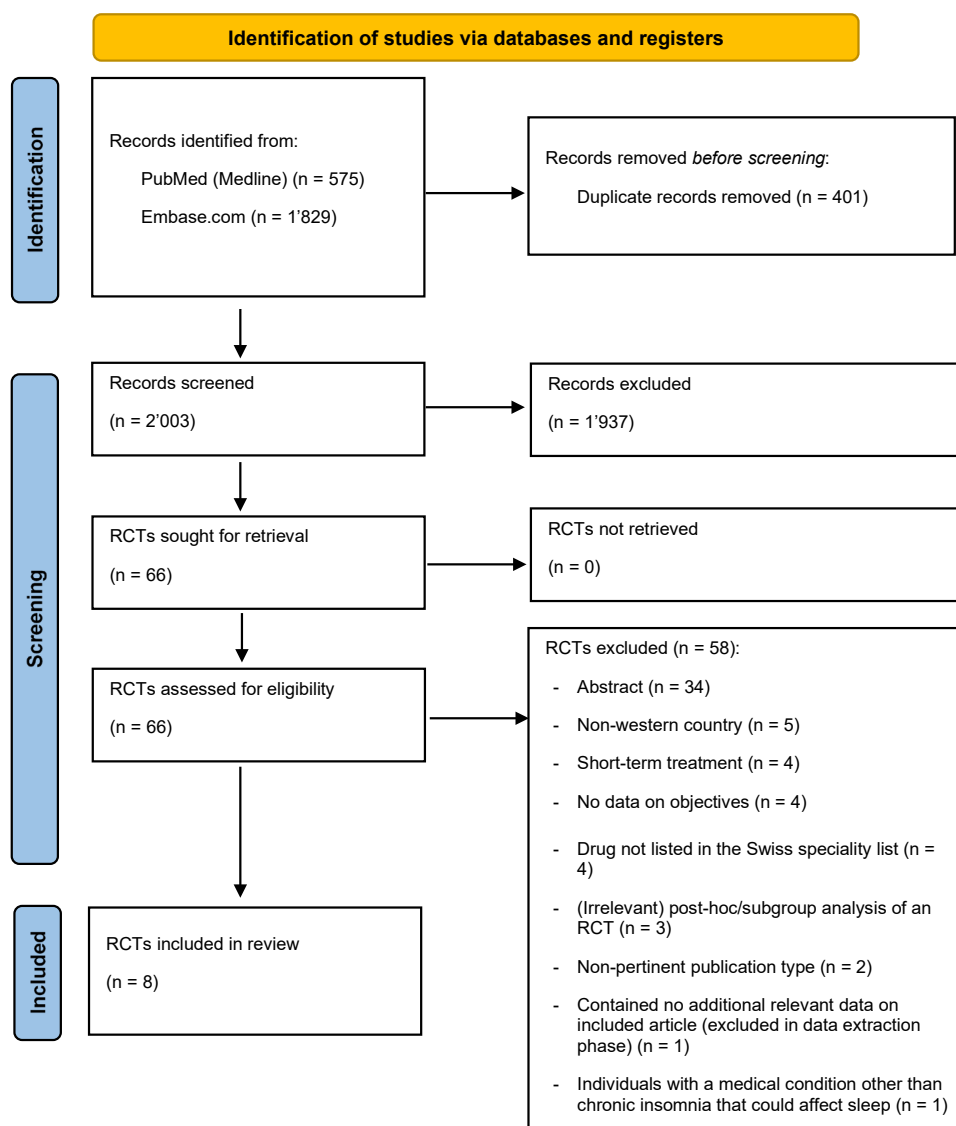 Identification of studies via databases and registers
Identification
Records identified from:
PubMed (Medline) (n = 575)
Embase.com (n = 1’829)
Records removed before screening:
Duplicate records removed (n = 401)
Screening
Records screened
(n = 2’003)
Records excluded
(n = 1’937)
RCTs sought for retrieval
(n = 66)
RCTs not retrieved
(n = 0)
RCTs assessed for eligibility
(n = 66)
RCTs excluded (n = 58):
- Abstract (n = 34)
- Non-western country (n = 5)
- Short-term treatment (n = 4)
- No data on objectives (n = 4)
- Drug not listed in the Swiss speciality list (n =
4)
- (Irrelevant) post-hoc/subgroup analysis of an
RCT (n = 3)
- Non-pertinent publication type (n = 2)
- Contained no additional relevant data on
included article (excluded in data extraction
phase) (n = 1)
- Individuals with a medical condition other than
chronic insomnia that could affect sleep (n = 1)
Included
RCTs included in review
(n = 8)